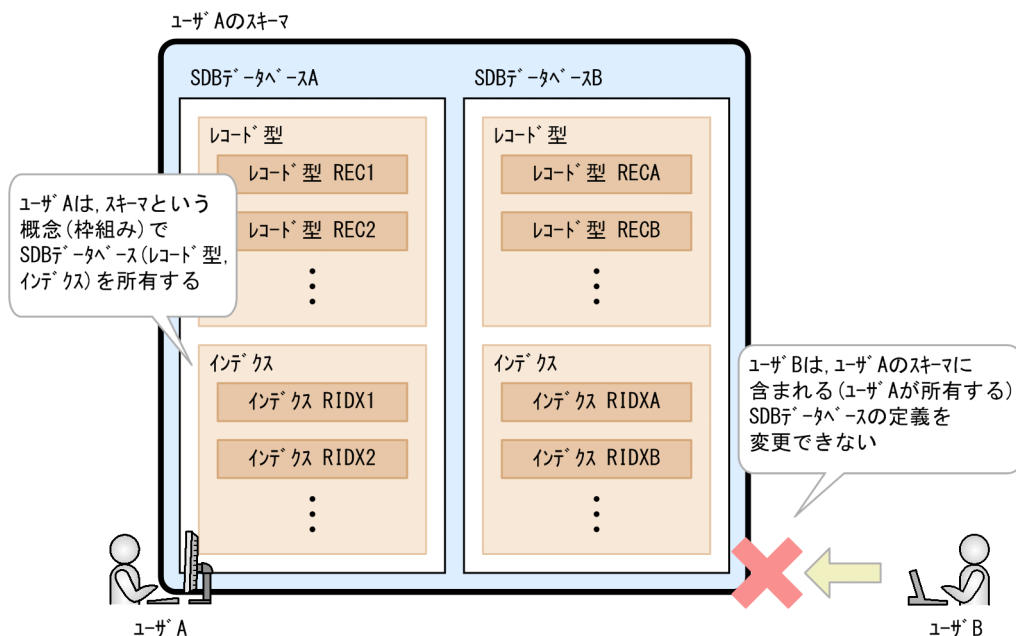 ﾕｰｻﾞAのｽｷｰﾏ
SDBﾃﾞｰﾀﾍﾞｰｽA
SDBﾃﾞｰﾀﾍﾞｰｽB
ﾚｺｰﾄﾞ型
ﾚｺｰﾄﾞ型 REC1
ﾚｺｰﾄﾞ型 REC2
ﾚｺｰﾄﾞ型
ﾚｺｰﾄﾞ型 RECA
ﾚｺｰﾄﾞ型 RECB
ﾕｰｻﾞAは,ｽｷｰﾏという
概念(枠組み)で
SDBﾃﾞｰﾀﾍﾞｰｽ(ﾚｺｰﾄﾞ型,
ｲﾝﾃﾞｸｽ)を所有する
ｲﾝﾃﾞｸｽ
ｲﾝﾃﾞｸｽ RIDX1
ｲﾝﾃﾞｸｽ RIDX2
ｲﾝﾃﾞｸｽ
ｲﾝﾃﾞｸｽ RIDXA
ｲﾝﾃﾞｸｽ RIDXB
ﾕｰｻﾞBは,ﾕｰｻﾞAのｽｷｰﾏに
含まれる(ﾕｰｻﾞAが所有する)
SDBﾃﾞｰﾀﾍﾞｰｽの定義を
変更できない
ﾕｰｻﾞA
ﾕｰｻﾞB